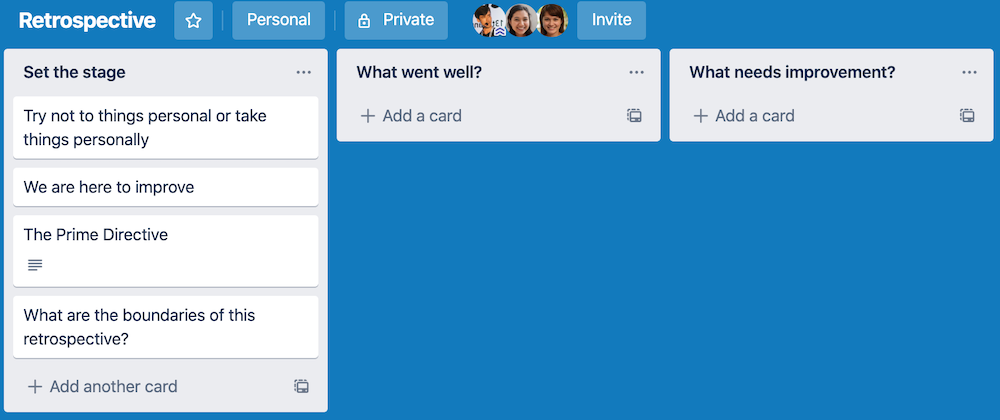 Retrospective
Personal
Private
Invite
Set the stage
Try not to things personal or take
things personally
We are here to improve
The Prime Directive
What are the boundaries of this
retrospective?
Add another card
What went well?
Add a card
What needs improvement?
Add a card